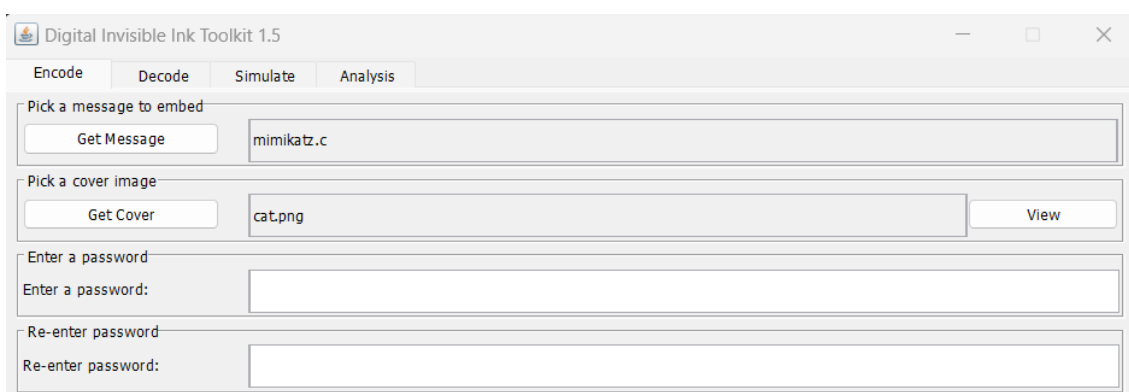 Digital Invisible Ink Toolkit 1.5
Encode Decode Simulate Analysis
Pick a message to embed
Get Message mimikatz.c
Pick a cover image
Get Cover cat.png View
Enter a password
Enter a password:
Re-enter password
Re-enter password: